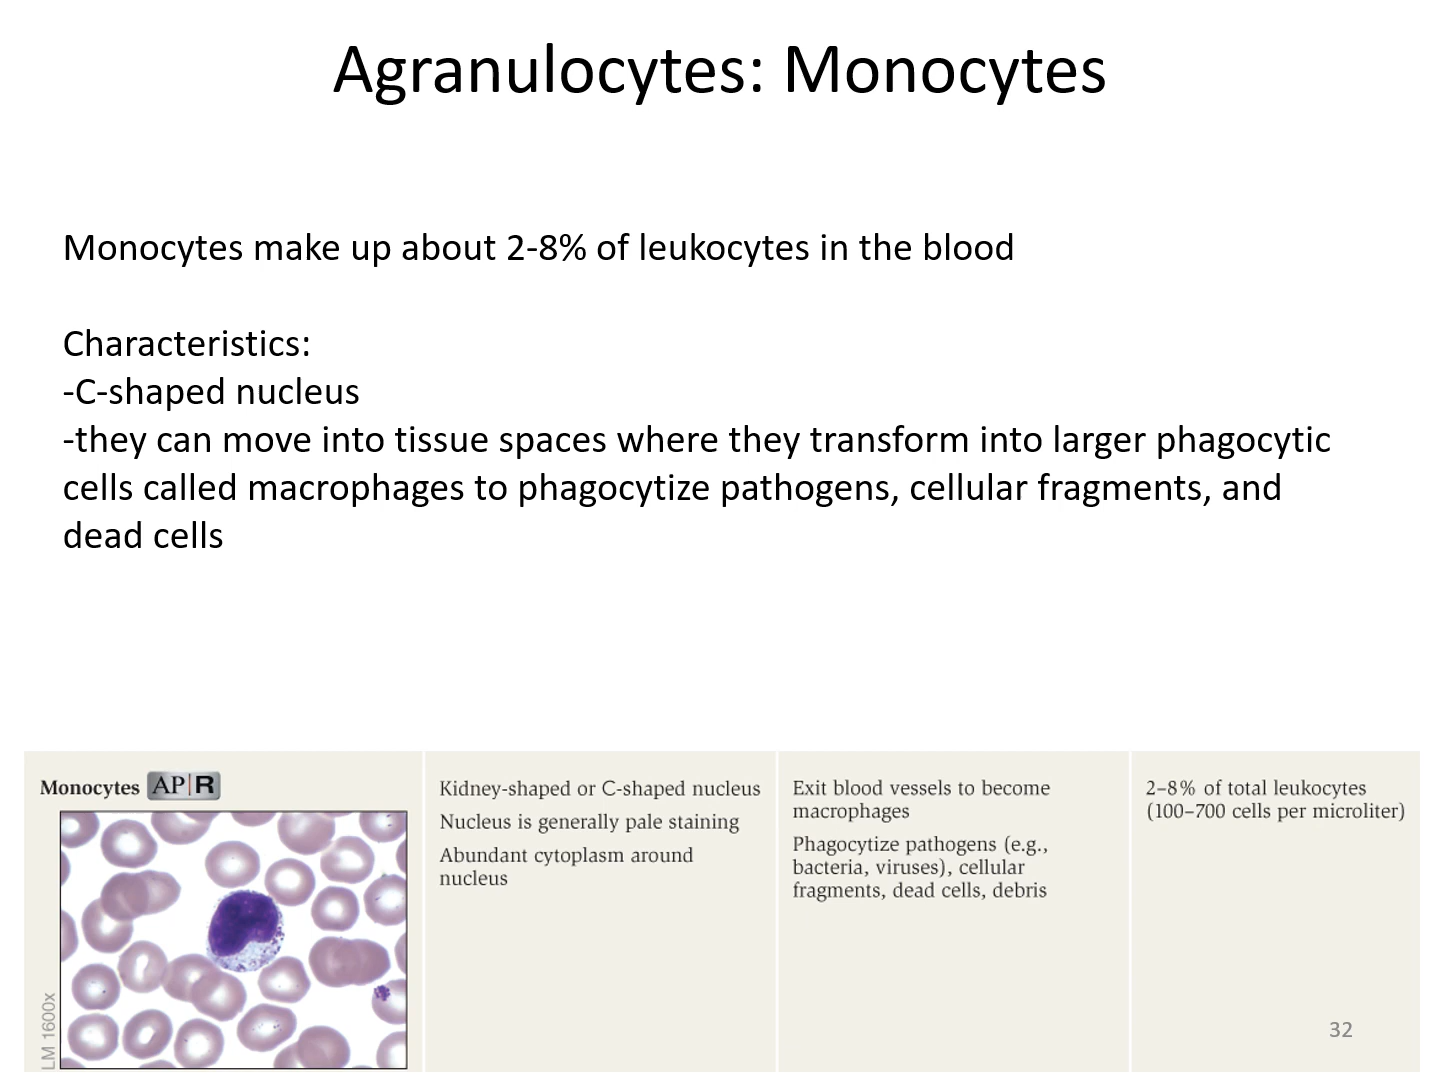 Agranulocytes: Monocytes
Monocytes make up about 2-8% of leukocytes in the blood
Characteristics:
-C-shaped nucleus
-they can move into tissue spaces where they transform into larger phagocytic
cells called macrophages to phagocytize pathogens, cellular fragments, and
dead cells
Monocytes AP|R
LM 1600x
Kidney-shaped or C-shaped nucleus
Nucleus is generally pale staining
Abundant cytoplasm around
nucleus
Exit blood vessels to become
macrophages
Phagocytize pathogens (e.g.,
bacteria, viruses), cellular
fragments, dead cells, debris
2–8% of total leukocytes
(100–700 cells per microliter)
32